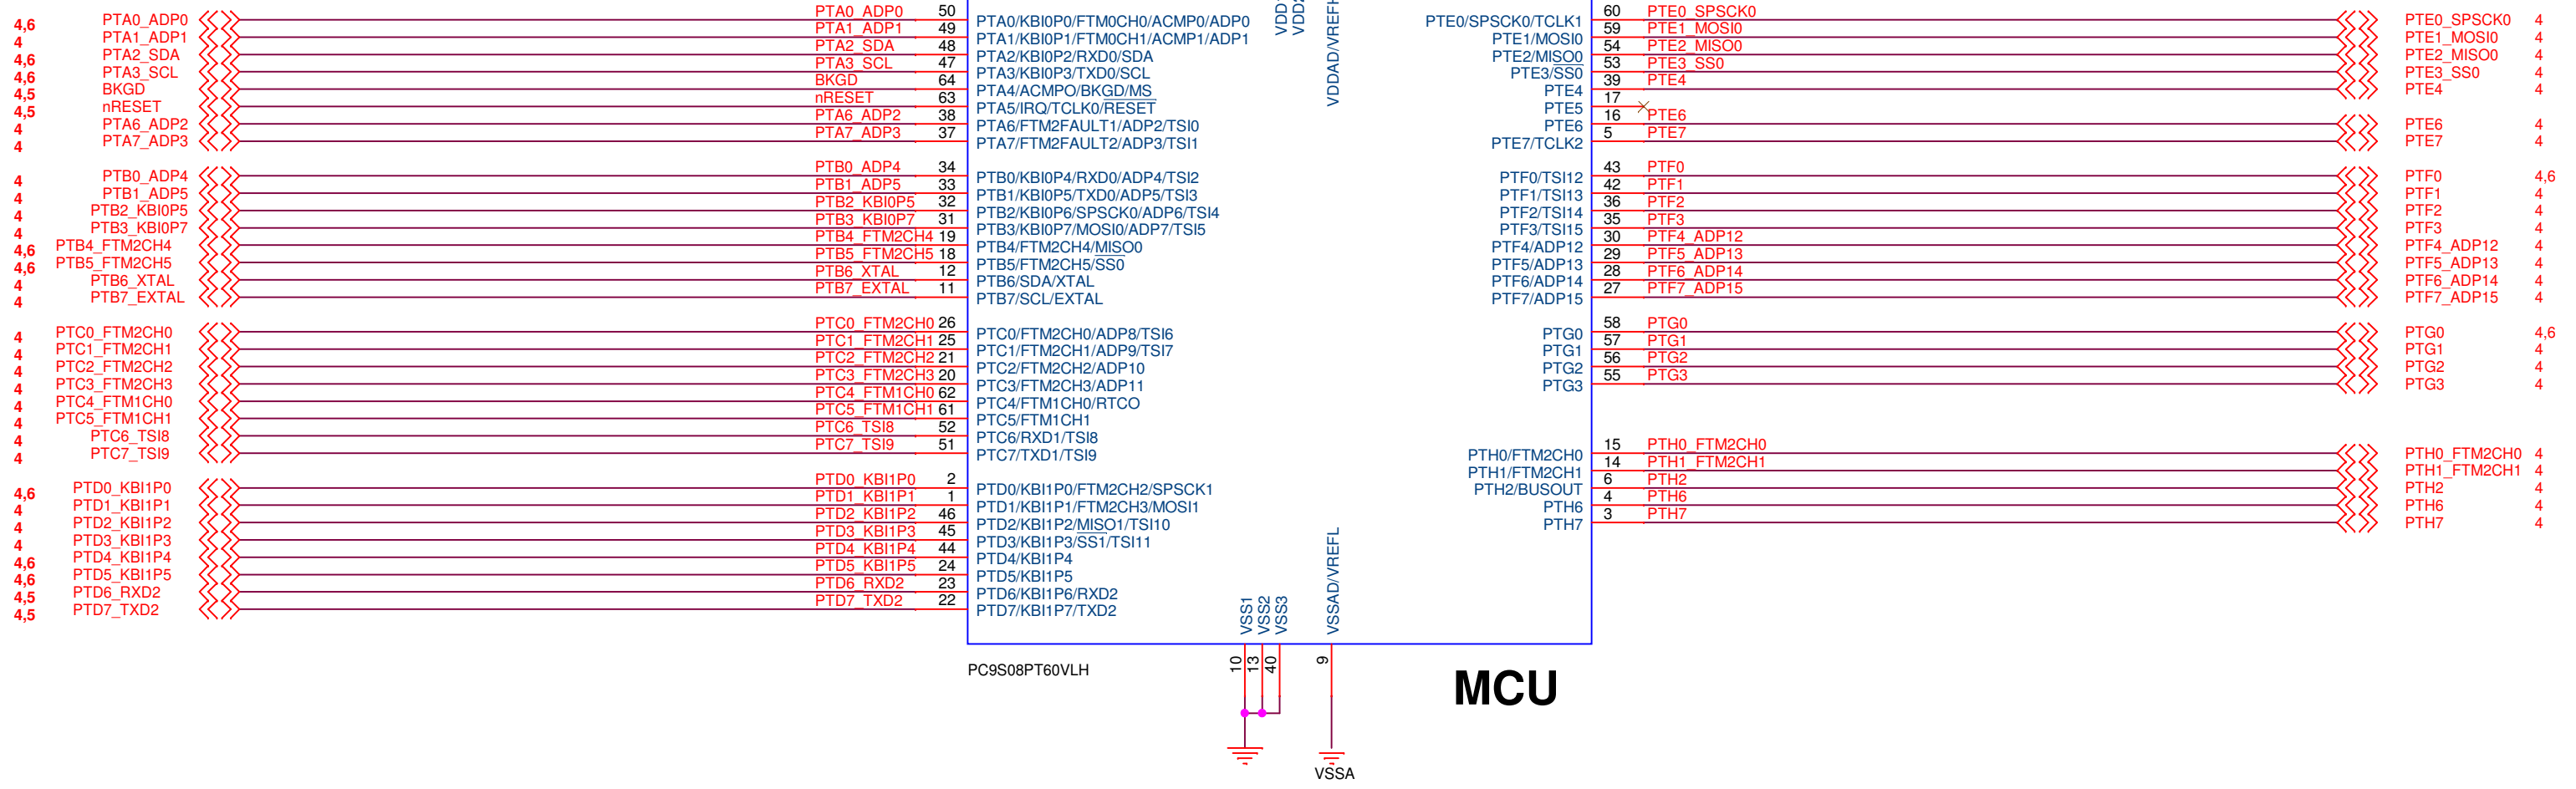 4,6 PTA0_ADP0 PTA0_ADP0 50 PTA0/KBI0P0/FTM0CH0/ACMP0/ADP0 VDD2 PTE0/SPSCK0/TCLK1 60 PTE0_SPSCK0 PTE0_SPSCK0 4
4 PTA1_ADP1 PTA1_ADP1 49 PTA1/KBI0P1/FTM0CH1/ACMP1/ADP1 VDDAD/VREFH PTE1/MOSI0 59 PTE1_MOSI0 PTE1_MOSI0 4
4,6 PTA2_SDA PTA2_SDA 48 PTA2/KBI0P2/RXD0/SDA PTE2/MISO0 54 PTE2_MISO0 PTE2_MISO0 4
4,6 PTA3_SCL PTA3_SCL 47 PTA3/KBI0P3/TXD0/SCL PTE3/SS0 53 PTE3_SS0 PTE3_SS0 4
4,5 BKGD BKGD 64 PTA4/ACMPO/BKGD/MS PTE4 39 PTE4 PTE4 4
4,5 nRESET nRESET 63 PTA5/IRQ/TCLK0/RESET PTE5 17
4 PTA6_ADP2 PTA6_ADP2 38 PTA6/FTM2FAULT1/ADP2/TSI0 PTE6 16 PTE6 PTE6 4
4 PTA7_ADP3 PTA7_ADP3 37 PTA7/FTM2FAULT2/ADP3/TSI1 PTE7/TCLK2 5 PTE7 PTE7 4
4 PTB0_ADP4 PTB0_ADP4 34 PTB0/KBI0P4/RXD0/ADP4/TSI2 PTF0/TSI12 43 PTF0 PTF0 4,6
4 PTB1_ADP5 PTB1_ADP5 33 PTB1/KBI0P5/TXD0/ADP5/TSI3 PTF1/TSI13 42 PTF1 PTF1 4
4 PTB2_KBI0P5 PTB2_KBI0P5 32 PTB2/KBI0P6/SPSCK0/ADP6/TSI4 PTF2/TSI14 36 PTF2 PTF2 4
4 PTB3_KBI0P7 PTB3_KBI0P7 31 PTB3/KBI0P7/MOSI0/ADP7/TSI5 PTF3/TSI15 35 PTF3 PTF3 4
4,6 PTB4_FTM2CH4 PTB4_FTM2CH4 19 PTB4/FTM2CH4/MISO0 PTF4/ADP12 30 PTF4_ADP12 PTF4_ADP12 4
4,6 PTB5_FTM2CH5 PTB5_FTM2CH5 18 PTB5/FTM2CH5/SS0 PTF5/ADP13 29 PTF5_ADP13 PTF5_ADP13 4
4 PTB6_XTAL PTB6_XTAL 12 PTB6/SDA/XTAL PTF6/ADP14 28 PTF6_ADP14 PTF6_ADP14 4
4 PTB7_EXTAL PTB7_EXTAL 11 PTB7/SCL/EXTAL PTF7/ADP15 27 PTF7_ADP15 PTF7_ADP15 4
4 PTC0_FTM2CH0 PTC0_FTM2CH0 26 PTC0/FTM2CH0/ADP8/TSI6 PTG0 58 PTG0 PTG0 4,6
4 PTC1_FTM2CH1 PTC1_FTM2CH1 25 PTC1/FTM2CH1/ADP9/TSI7 PTG1 57 PTG1 PTG1 4
4 PTC2_FTM2CH2 PTC2_FTM2CH2 21 PTC2/FTM2CH2/ADP10 PTG2 56 PTG2 PTG2 4
4 PTC3_FTM2CH3 PTC3_FTM2CH3 20 PTC3/FTM2CH3/ADP11 PTG3 55 PTG3 PTG3 4
4 PTC4_FTM1CH0 PTC4_FTM1CH0 62 PTC4/FTM1CH0/RTCO
4 PTC5_FTM1CH1 PTC5_FTM1CH1 61 PTC5/FTM1CH1
4 PTC6_TSI8 PTC6_TSI8 52 PTC6/RXD1/TSI8
4 PTC7_TSI9 PTC7_TSI9 51 PTC7/TXD1/TSI9 PTH0/FTM2CH0 15 PTH0_FTM2CH0 PTH0_FTM2CH0 4
PTH1/FTM2CH1 14 PTH1_FTM2CH1 PTH1_FTM2CH1 4
4,6 PTD0_KBI1P0 PTD0_KBI1P0 2 PTD0/KBI1P0/FTM2CH2/SPSCK1 PTH2/BUSOUT 6 PTH2 PTH2 4
4 PTD1_KBI1P1 PTD1_KBI1P1 1 PTD1/KBI1P1/FTM2CH3/MOSI1 PTH6 4 PTH6 PTH6 4
4 PTD2_KBI1P2 PTD2_KBI1P2 46 PTD2/KBI1P2/MISO1/TSI10 PTH7 3 PTH7 PTH7 4
4 PTD3_KBI1P3 PTD3_KBI1P3 45 PTD3/KBI1P3/SS1/TSI11
4,6 PTD4_KBI1P4 PTD4_KBI1P4 44 PTD4/KBI1P4
4,6 PTD5_KBI1P5 PTD5_KBI1P5 24 PTD5/KBI1P5
4,5 PTD6_RXD2 PTD6_RXD2 23 PTD6/KBI1P6/RXD2
4,5 PTD7_TXD2 PTD7_TXD2 22 PTD7/KBI1P7/TXD2
VSS1 VSS2 VSS3 VSSAD/VREFL
10 13 40 9
PC9S08PT60VLH
MCU
VSSA